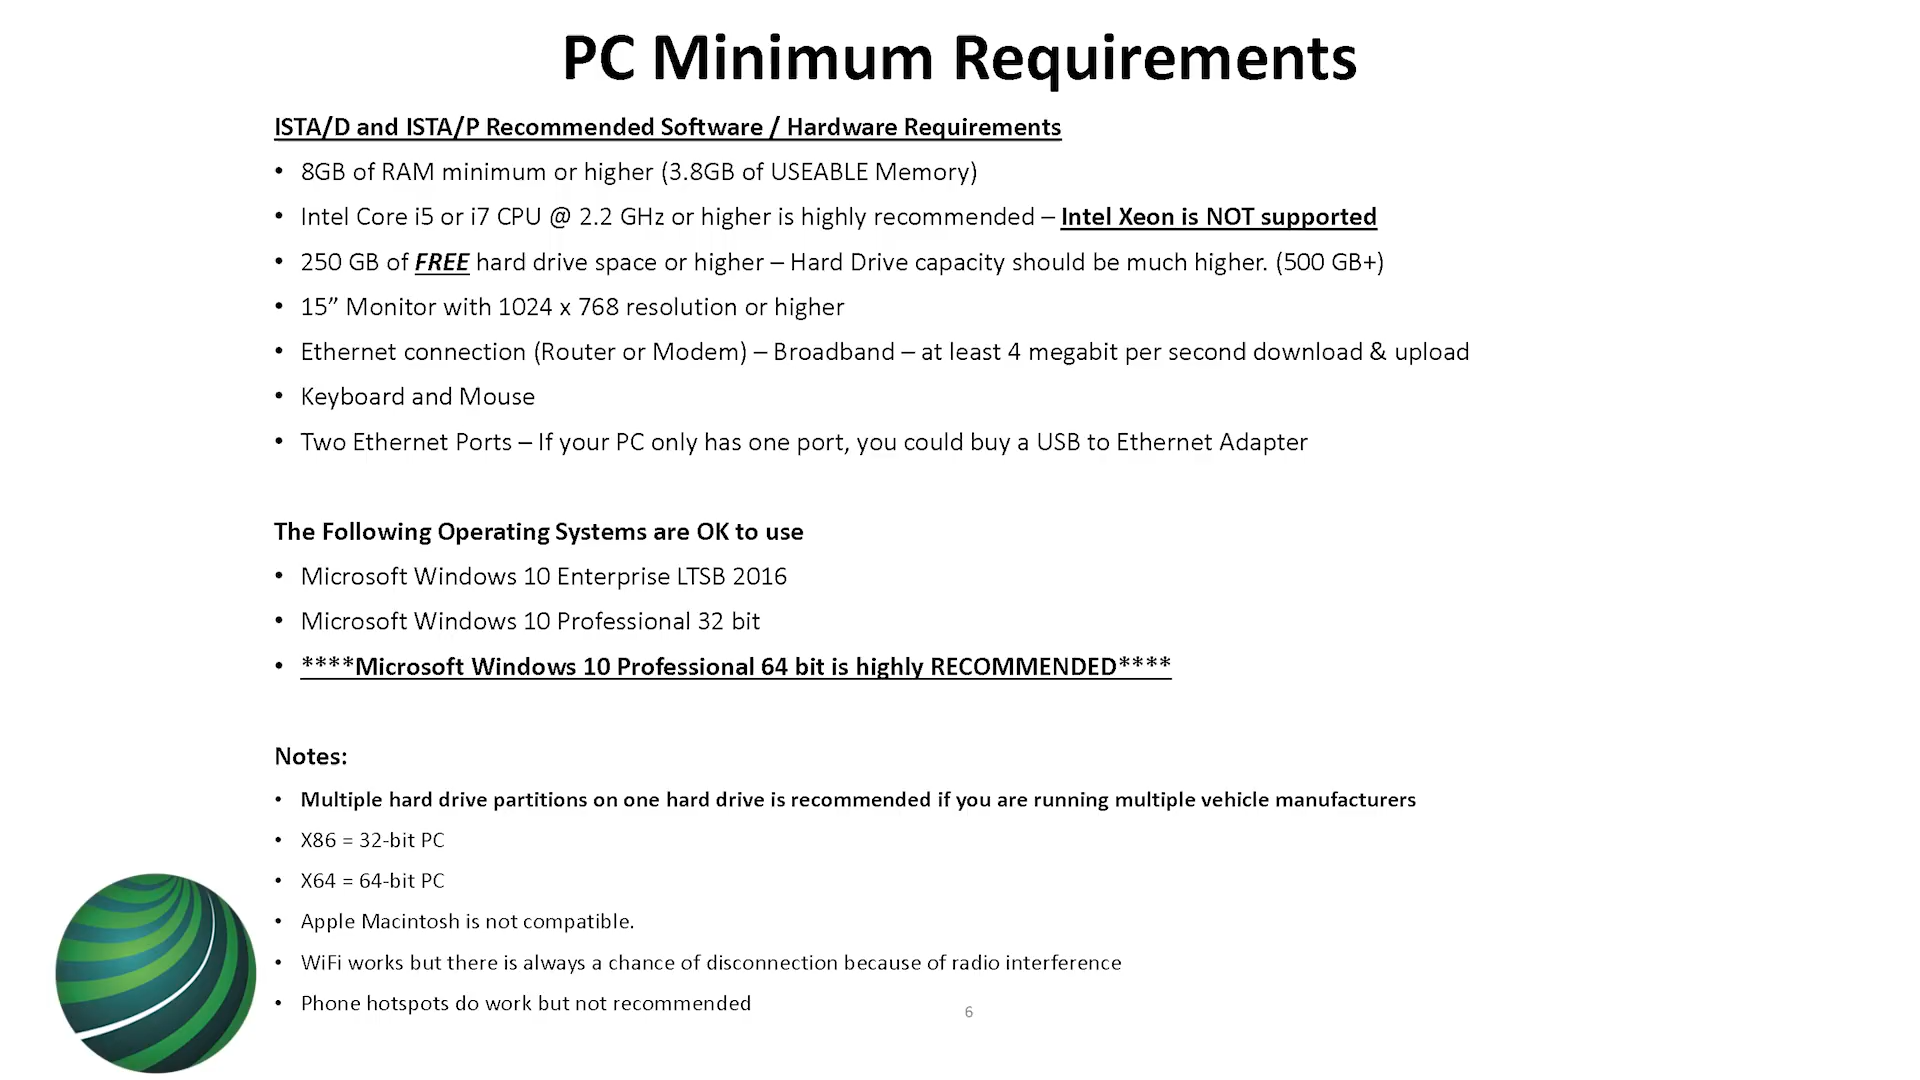 PC Minimum Requirements
ISTA/D and ISTA/P Recommended Software / Hardware Requirements
• 8GB of RAM minimum or higher (3.8GB of USEABLE Memory)
• Intel Core i5 or i7 CPU @ 2.2 GHz or higher is highly recommended – Intel Xeon is NOT supported
• 250 GB of FREE hard drive space or higher – Hard Drive capacity should be much higher. (500 GB+)
• 15” Monitor with 1024 x 768 resolution or higher
• Ethernet connection (Router or Modem) – Broadband – at least 4 megabit per second download & upload
• Keyboard and Mouse
• Two Ethernet Ports – If your PC only has one port, you could buy a USB to Ethernet Adapter
The Following Operating Systems are OK to use
• Microsoft Windows 10 Enterprise LTSB 2016
• Microsoft Windows 10 Professional 32 bit
• ****Microsoft Windows 10 Professional 64 bit is highly RECOMMENDED****
Notes:
• Multiple hard drive partitions on one hard drive is recommended if you are running multiple vehicle manufacturers
• X86 = 32-bit PC
• X64 = 64-bit PC
• Apple Macintosh is not compatible.
• WiFi works but there is always a chance of disconnection because of radio interference
• Phone hotspots do work but not recommended
6